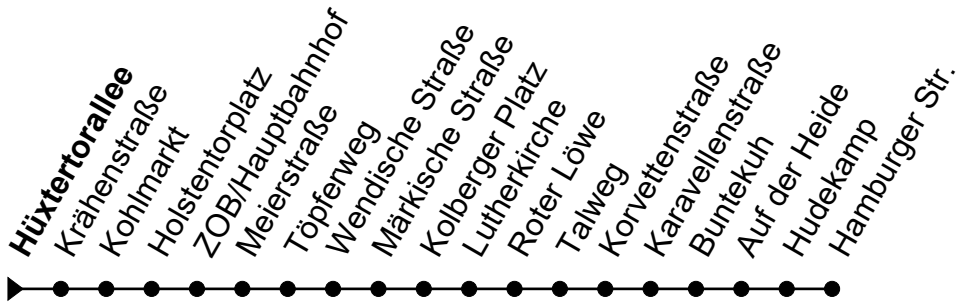 Hüxtertorallee
Krähenstraße
Kohlmarkt
Holstentorplatz
ZOB/Hauptbahnhof
Meierstraße
Töpferweg
Wendische Straße
Märkische Straße
Kolberger Platz
Lutherkirche
Roter Löwe
Talweg
Korvettenstraße
Karavellenstraße
Buntekuh
Auf der Heide
Hudekamp
Hamburger Str.